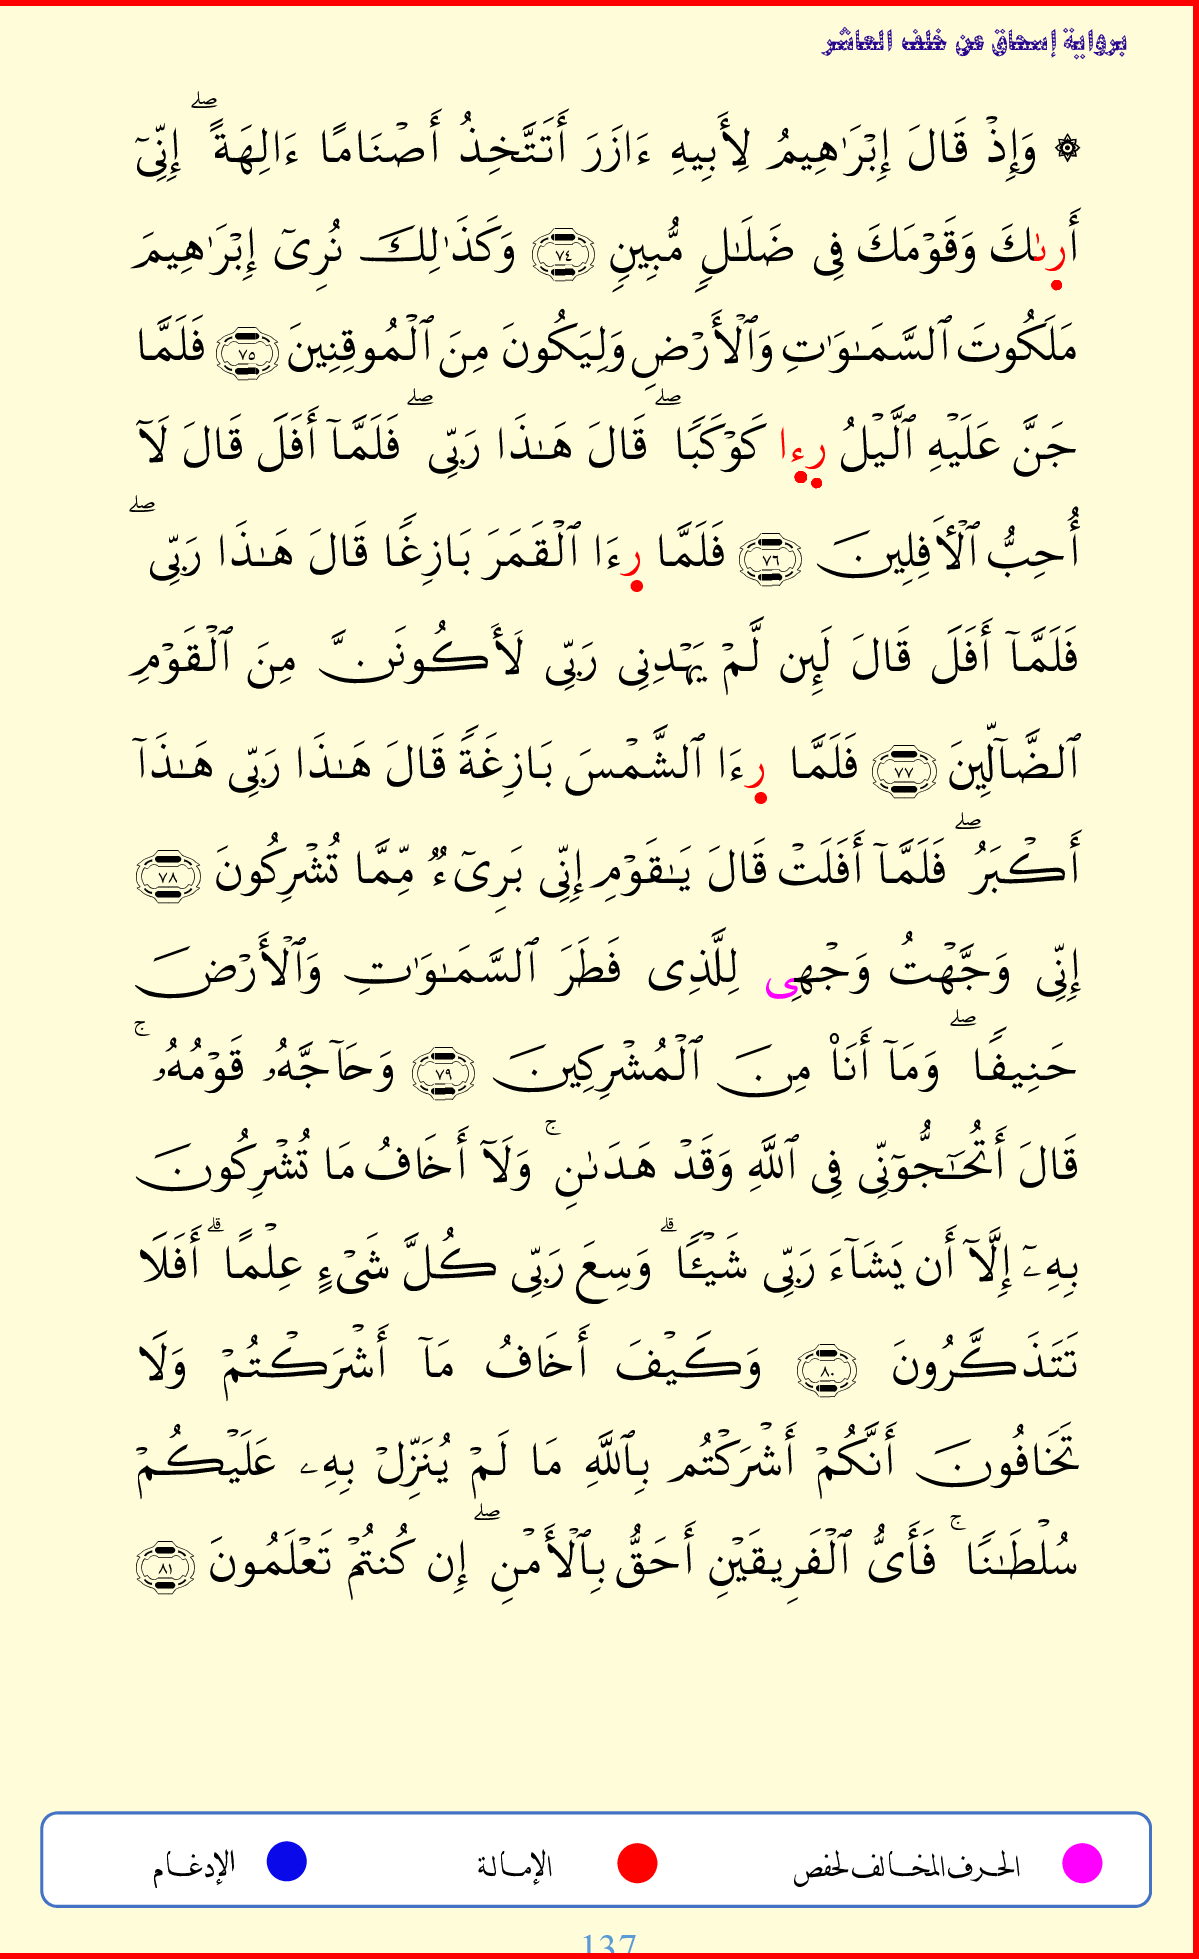 برواية إسحاق عن خلف العاشر
۞ وَإِذۡ قَالَ إِبۡرَٰهِيمُ لِأَبِيهِ ءَازَرَ أَتَتَّخِذُ أَصۡنَامًا ءَالِهَةً ۖ إِنِّيٓ
أَرٜىٰكَ وَقَوۡمَكَ فِي ضَلَٰلٖ مُّبِينٖ ٧٤ وَكَذَٰلِكَ نُرِيٓ إِبۡرَٰهِيمَ
مَلَكُوتَ ٱلسَّمَٰوَٰتِ وَٱلۡأَرۡضِ وَلِيَكُونَ مِنَ ٱلۡمُوقِنِينَ ٧٥ فَلَمَّا
جَنَّ عَلَيۡهِ ٱلَّيۡلُ رٜءٜا كَوۡكَبٗا ۖ قَالَ هَٰذَا رَبِّي ۖ فَلَمَّآ أَفَلَ قَالَ لَآ
أُحِبُّ ٱلۡأٓفِلِينَ ٧٦ فَلَمَّا رٜءَا ٱلۡقَمَرَ بَازِغٗا قَالَ هَٰذَا رَبِّي ۖ
فَلَمَّآ أَفَلَ قَالَ لَئِن لَّمۡ يَهۡدِنِي رَبِّي لَأَكُونَنَّ مِنَ ٱلۡقَوۡمِ
ٱلضَّآلِّينَ ٧٧ فَلَمَّا رٜءَا ٱلشَّمۡسَ بَازِغَةٗ قَالَ هَٰذَا رَبِّي هَٰذَآ
أَكۡبَرُ ۖ فَلَمَّآ أَفَلَتۡ قَالَ يَٰقَوۡمِ إِنِّي بَرِيٓءٞ مِّمَّا تُشۡرِكُونَ ٧٨
إِنِّي وَجَّهۡتُ وَجۡهِي لِلَّذِي فَطَرَ ٱلسَّمَٰوَٰتِ وَٱلۡأَرۡضَ
حَنِيفٗا ۖ وَمَآ أَنَا۠ مِنَ ٱلۡمُشۡرِكِينَ ٧٩ وَحَآجَّهُۥ قَوۡمُهُۥ ۚ
قَالَ أَتُحَٰٓجُّوٓنِّي فِي ٱللَّهِ وَقَدۡ هَدَىٰنِ ۚ وَلَآ أَخَافُ مَا تُشۡرِكُونَ
بِهِۦٓ إِلَّآ أَن يَشَآءَ رَبِّي شَيۡـٔٗا ۗ وَسِعَ رَبِّي كُلَّ شَيۡءٍ عِلۡمًا ۗ أَفَلَا
تَتَذَكَّرُونَ ٨٠ وَكَيۡفَ أَخَافُ مَآ أَشۡرَكۡتُمۡ وَلَا
تَخَافُونَ أَنَّكُمۡ أَشۡرَكۡتُم بِٱللَّهِ مَا لَمۡ يُنَزِّلۡ بِهِۦ عَلَيۡكُمۡ
سُلۡطَٰنٗا ۚ فَأَيُّ ٱلۡفَرِيقَيۡنِ أَحَقُّ بِٱلۡأَمۡنِ ۖ إِن كُنتُمۡ تَعۡلَمُونَ ٨١
الحرف المخالف لحفص الإمالة الإدغام
137